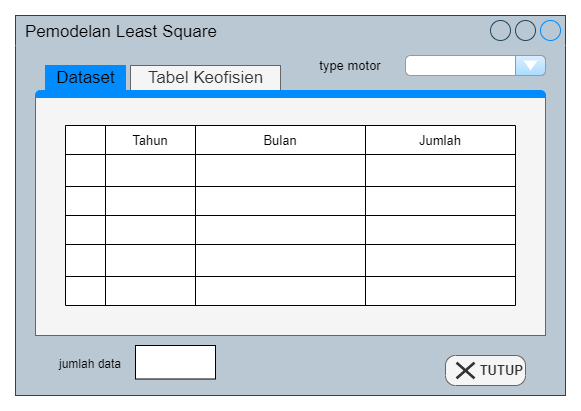 Pemodelan Least Square
type motor
Dataset
Tabel Keofisien
Tahun
Bulan
Jumlah
jumlah data
TUTUP